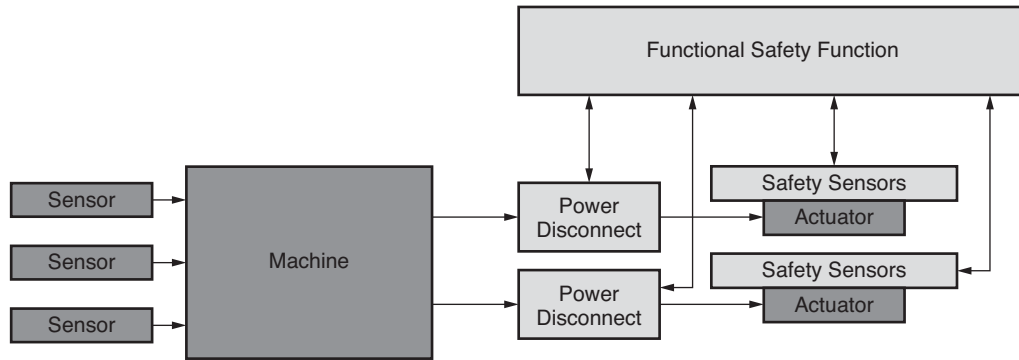 Functional Safety Function
Sensor
Sensor
Sensor
Machine
Power
Disconnect
Power
Disconnect
Safety Sensors
Actuator
Safety Sensors
Actuator